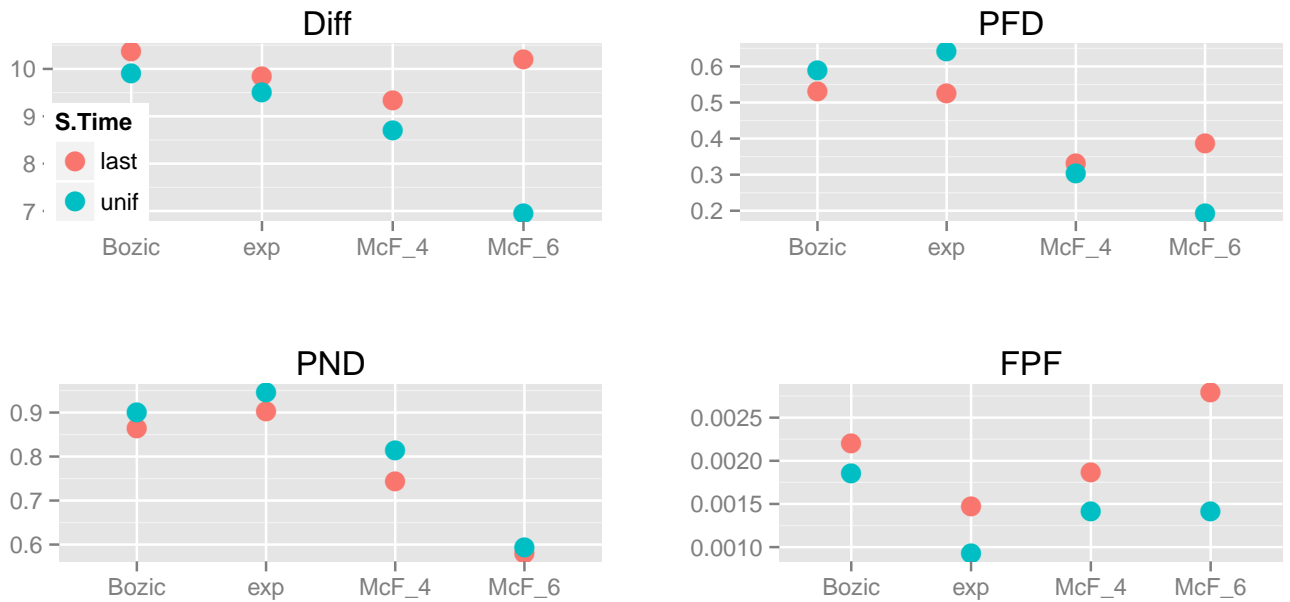 Diff
10
9
8
7
S.Time
last
unif
Bozic exp McF_4 McF_6
PFD
0.6
0.5
0.4
0.3
0.2
Bozic exp McF_4 McF_6
PND
0.9
0.8
0.7
0.6
Bozic exp McF_4 McF_6
FPF
0.0025
0.0020
0.0015
0.0010
Bozic exp McF_4 McF_6